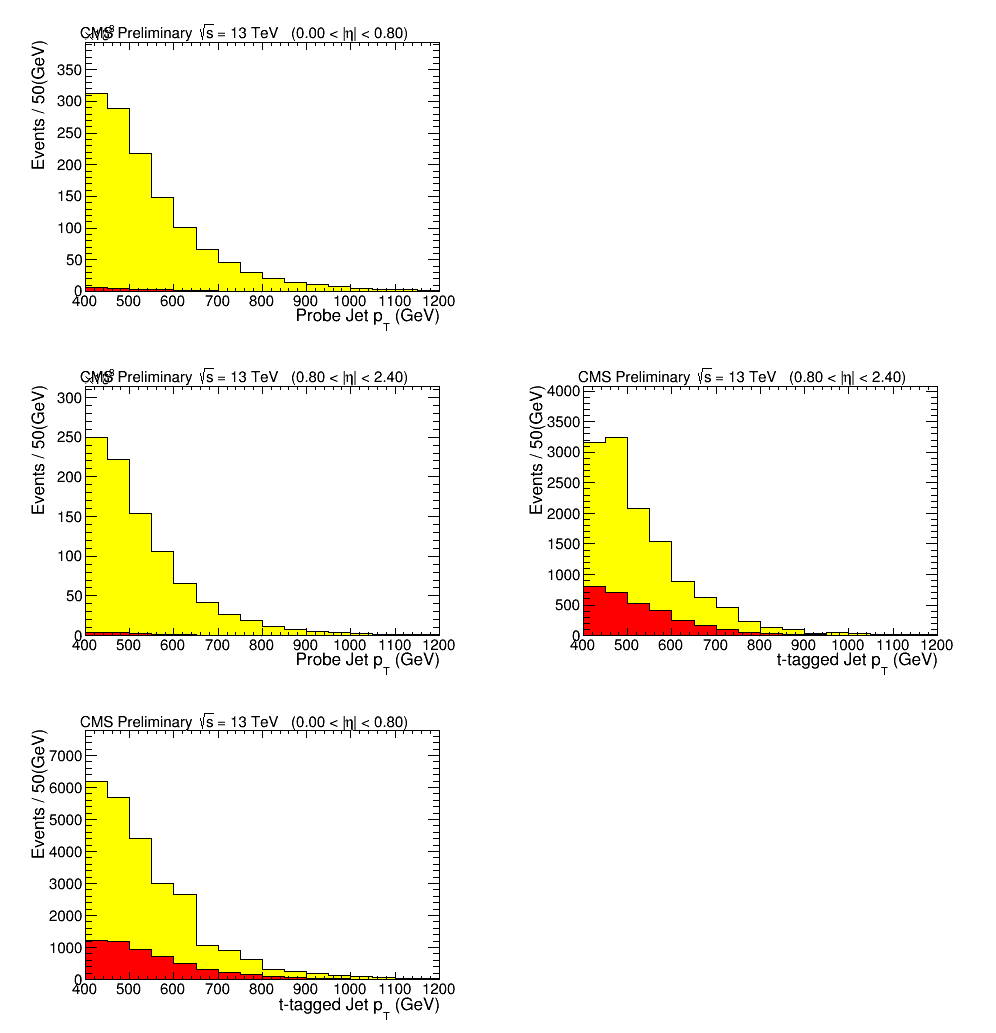 CMS Preliminary √s = 13 TeV (0.00 < |η| < 0.80)
Events / 50(GeV)
350
300
250
200
150
100
50
0
400 500 600 700 800 900 1000 1100 1200
Probe Jet p_T (GeV)
CMS Preliminary √s = 13 TeV (0.80 < |η| < 2.40)
Events / 50(GeV)
300
250
200
150
100
50
0
400 500 600 700 800 900 1000 1100 1200
Probe Jet p_T (GeV)
CMS Preliminary √s = 13 TeV (0.80 < |η| < 2.40)
Events / 50(GeV)
4000
3500
3000
2500
2000
1500
1000
500
0
400 500 600 700 800 900 1000 1100 1200
t-tagged Jet p_T (GeV)
CMS Preliminary √s = 13 TeV (0.00 < |η| < 0.80)
Events / 50(GeV)
7000
6000
5000
4000
3000
2000
1000
0
400 500 600 700 800 900 1000 1100 1200
t-tagged Jet p_T (GeV)